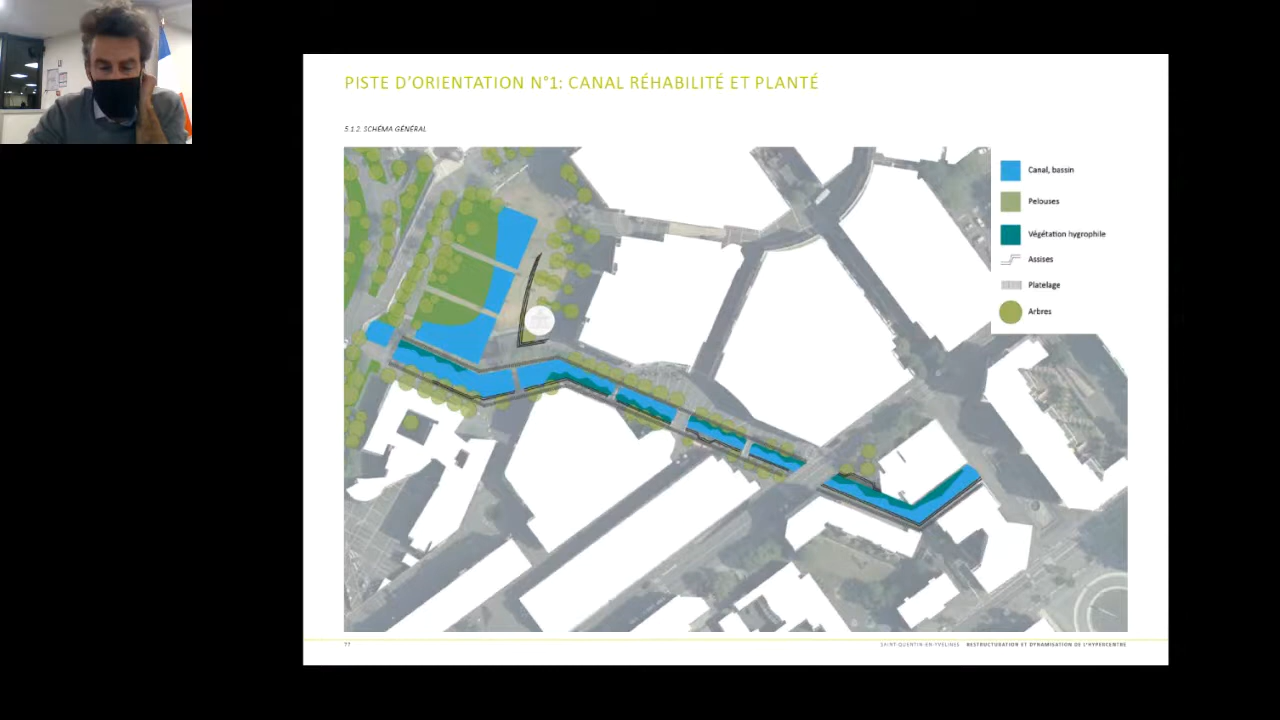 PISTE D'ORIENTATION N°1: CANAL RÉHABILITÉ ET PLANTÉ
5.1.2. SCHÉMA GÉNÉRAL
Canal, bassin
Pelouses
Végétation hygrophile
Assises
Platelage
Arbres
77
SAINT-QUENTIN-EN-YVELINES RESTRUCTURATION ET DYNAMISATION DE L'HYPERCENTRE